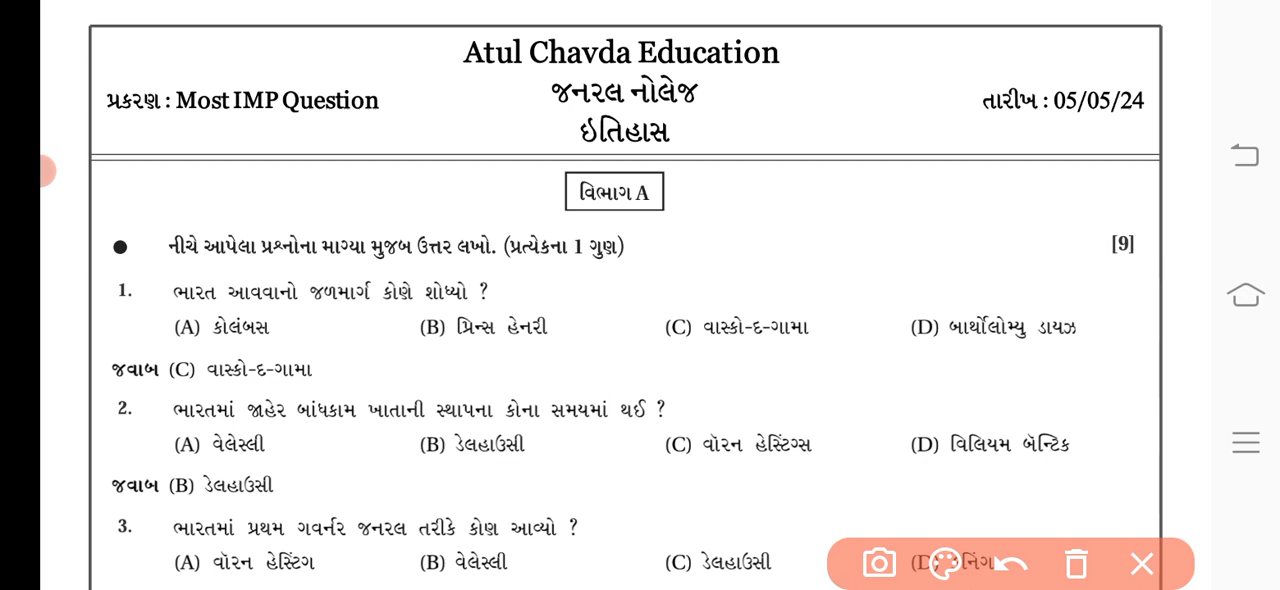 Atul Chavda Education
જનરલ નોલેજ
પ્રકરણ : Most IMP Question
તારીખ : 05/05/24
ઇતિહાસ
વિભાગ A
● નીચે આપેલા પ્રશ્નોના માગ્યા મુજબ ઉત્તર લખો. (પ્રત્યેકના 1 ગુણ) [9]
1. ભારત આવવાનો જળમાર્ગ કોણે શોધ્યો ?
(A) કોલંબસ (B) પ્રિન્સ હેનરી (C) વાસ્કો-દ-ગામા (D) બાર્થોલોમ્યુ ડાયઝ
જવાબ (C) વાસ્કો-દ-ગામા
2. ભારતમાં જાહેર બાંધકામ ખાતાની સ્થાપના કોના સમયમાં થઈ ?
(A) વેલેસ્લી (B) ડેલહાઉસી (C) વૉરન હેસ્ટિંગ્સ (D) વિલિયમ બૅન્ટિક
જવાબ (B) ડેલહાઉસી
3. ભારતમાં પ્રથમ ગવર્નર જનરલ તરીકે કોણ આવ્યો ?
(A) વૉરન હેસ્ટિંગ (B) વેલેસ્લી (C) ડેલહાઉસી (D)